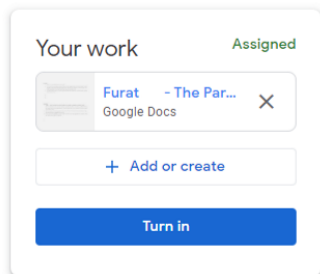 Your work
Assigned
Furat - The Par...
Google Docs
+ Add or create
Turn in